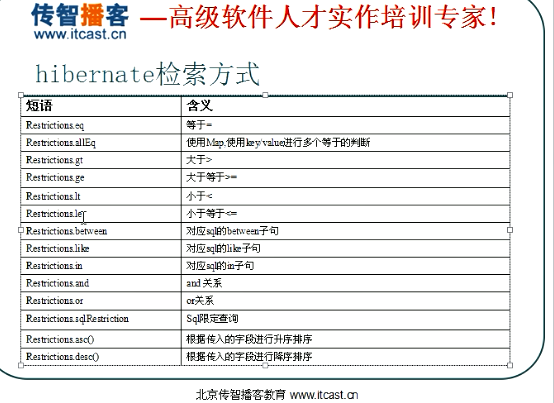 传智播客
www.itcast.cn
—高级软件人才实作培训专家!
hibernate检索方式
短语 含义
Restrictions.eq 等于=
Restrictions.allEq 使用Map,使用key/value进行多个等于的判断
Restrictions.gt 大于>
Restrictions.ge 大于等于>=
Restrictions.lt 小于<
Restrictions.le 小于等于<=
Restrictions.between 对应sql的between子句
Restrictions.like 对应sql的like子句
Restrictions.in 对应sql的in子句
Restrictions.and and 关系
Restrictions.or or关系
Restrictions.sqlRestriction Sql限定查询
Restrictions.asc() 根据传入的字段进行升序排序
Restrictions.desc() 根据传入的字段进行降序排序
北京传智播客教育 www.itcast.cn